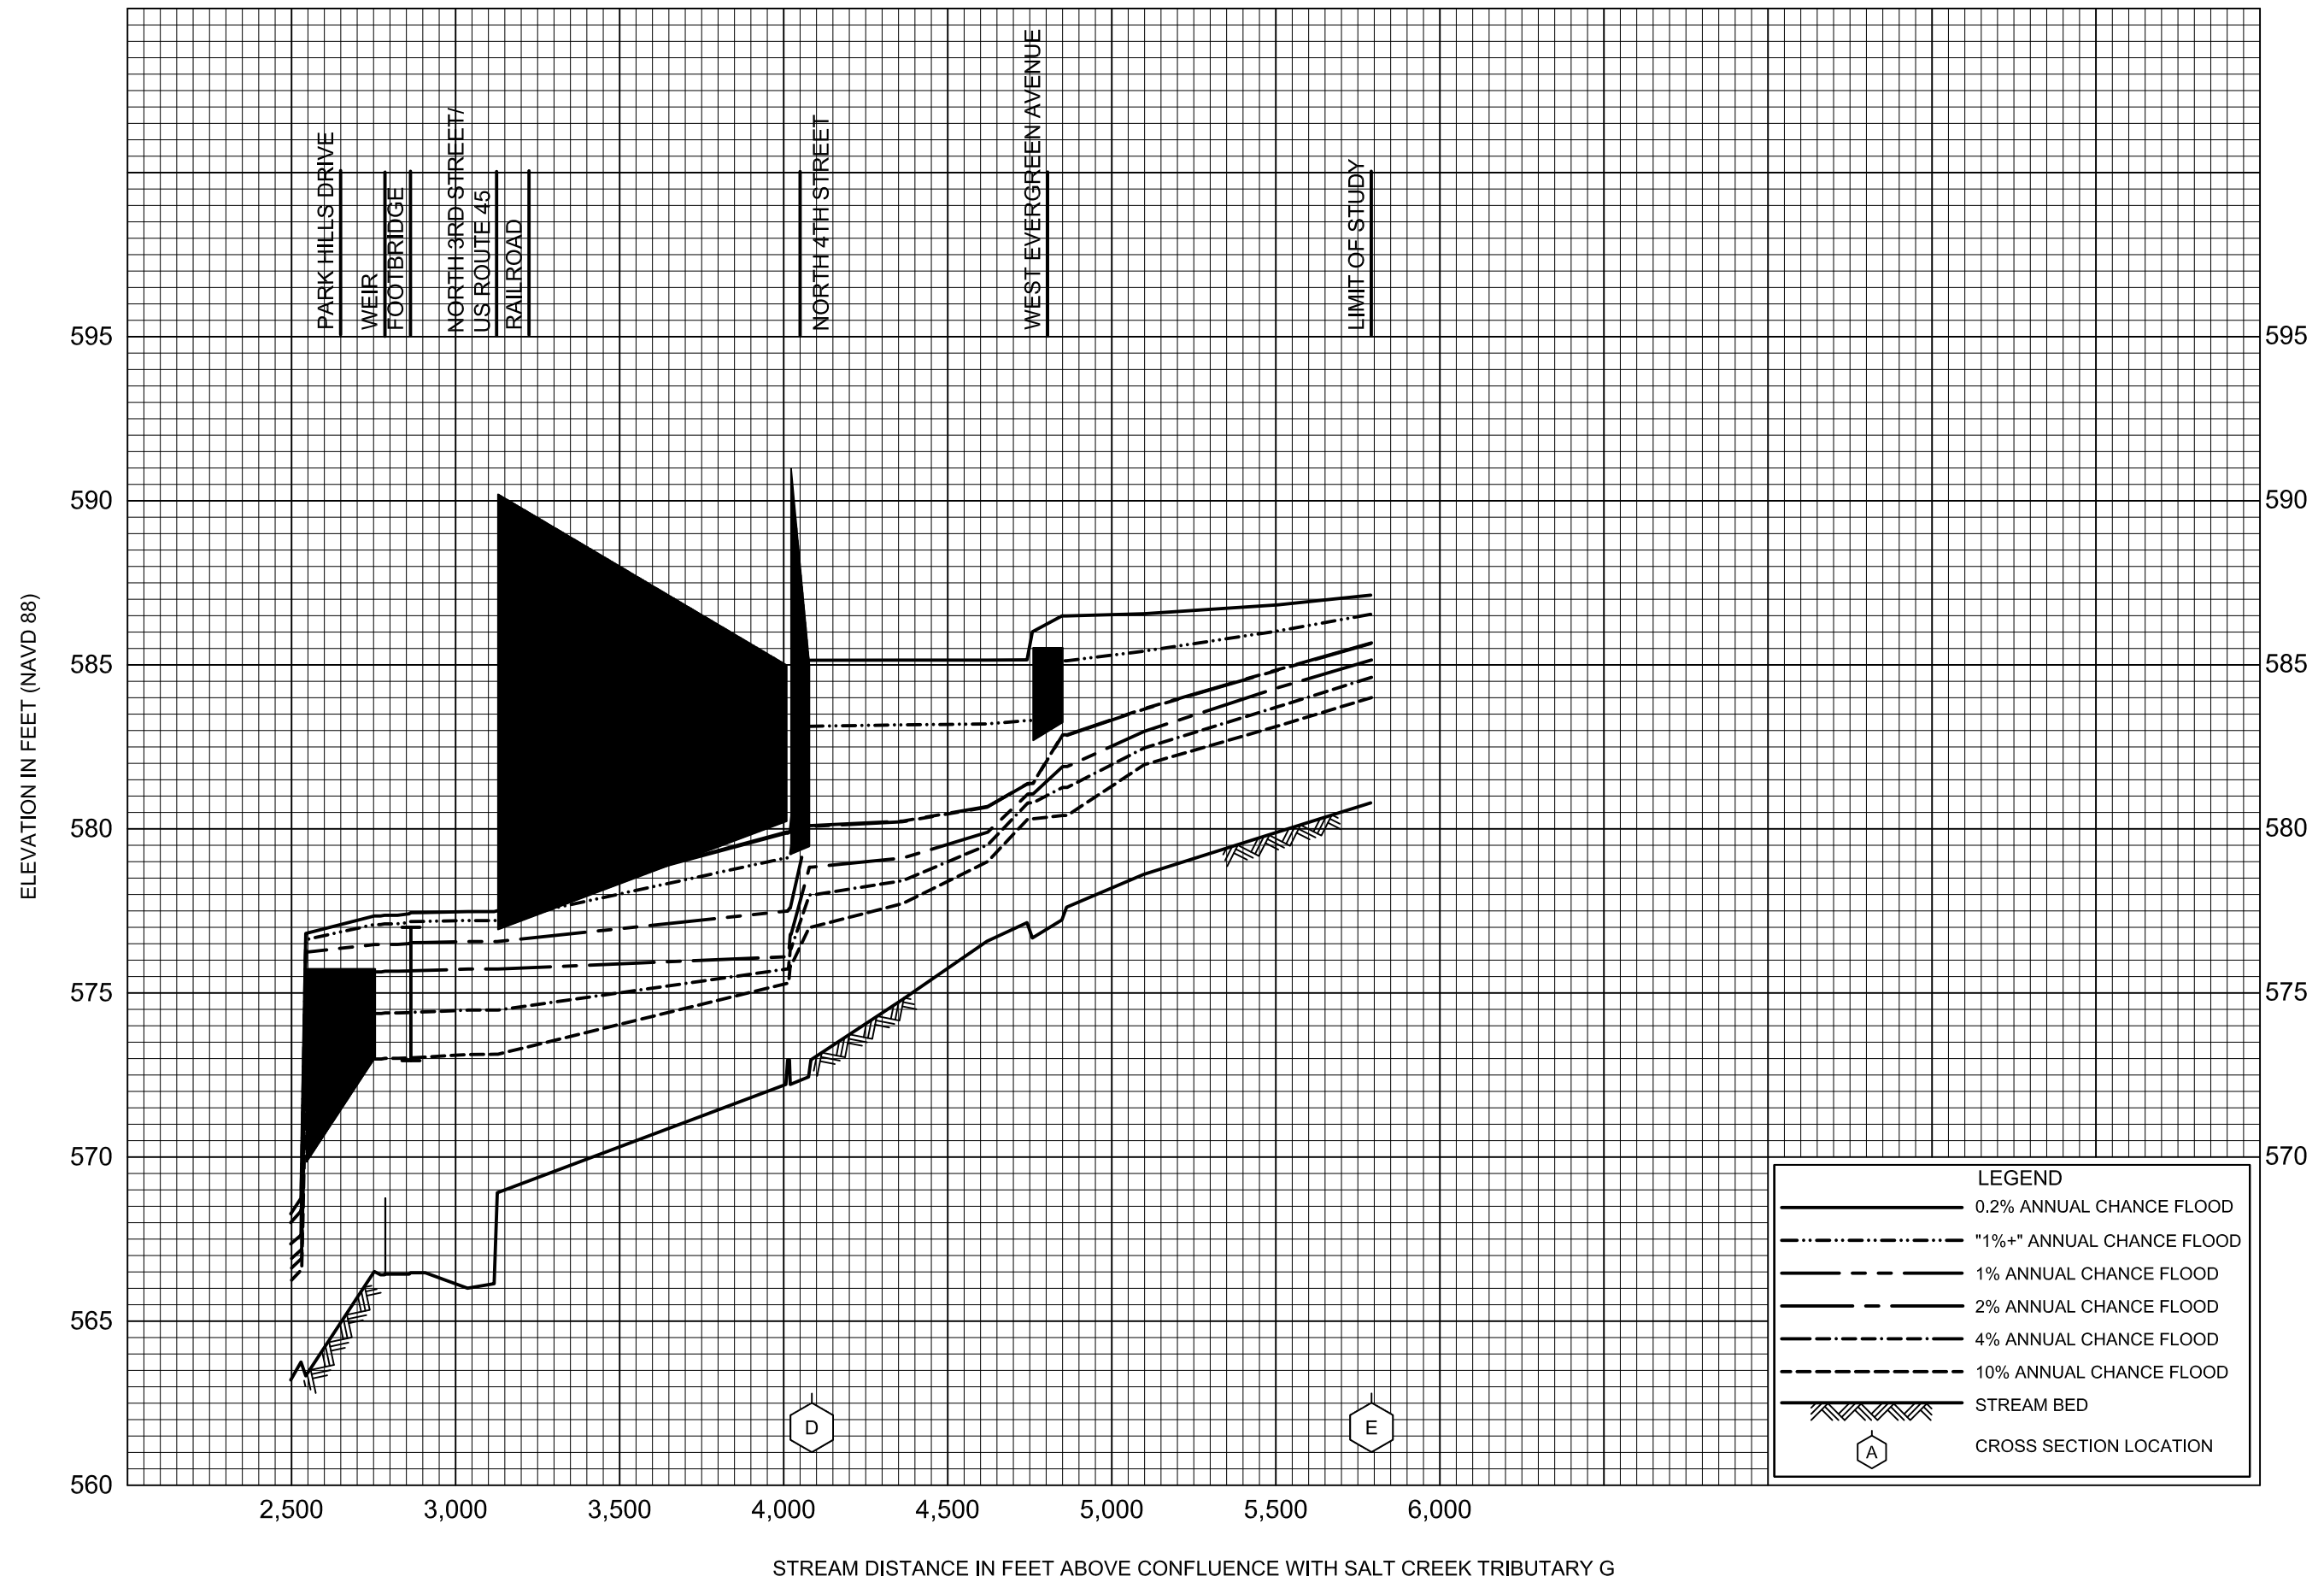 PARK HILLS DRIVE
WEIR
FOOTBRIDGE
NORTH 3RD STREET/
US ROUTE 45
RAILROAD
NORTH 4TH STREET
WEST EVERGREEN AVENUE
LIMIT OF STUDY
ELEVATION IN FEET (NAVD 88)
595
590
585
580
575
570
565
560
595
590
585
580
575
570
LEGEND
0.2% ANNUAL CHANCE FLOOD
"1%+" ANNUAL CHANCE FLOOD
1% ANNUAL CHANCE FLOOD
2% ANNUAL CHANCE FLOOD
4% ANNUAL CHANCE FLOOD
10% ANNUAL CHANCE FLOOD
STREAM BED
A CROSS SECTION LOCATION
D
E
2,500 3,000 3,500 4,000 4,500 5,000 5,500 6,000
STREAM DISTANCE IN FEET ABOVE CONFLUENCE WITH SALT CREEK TRIBUTARY G